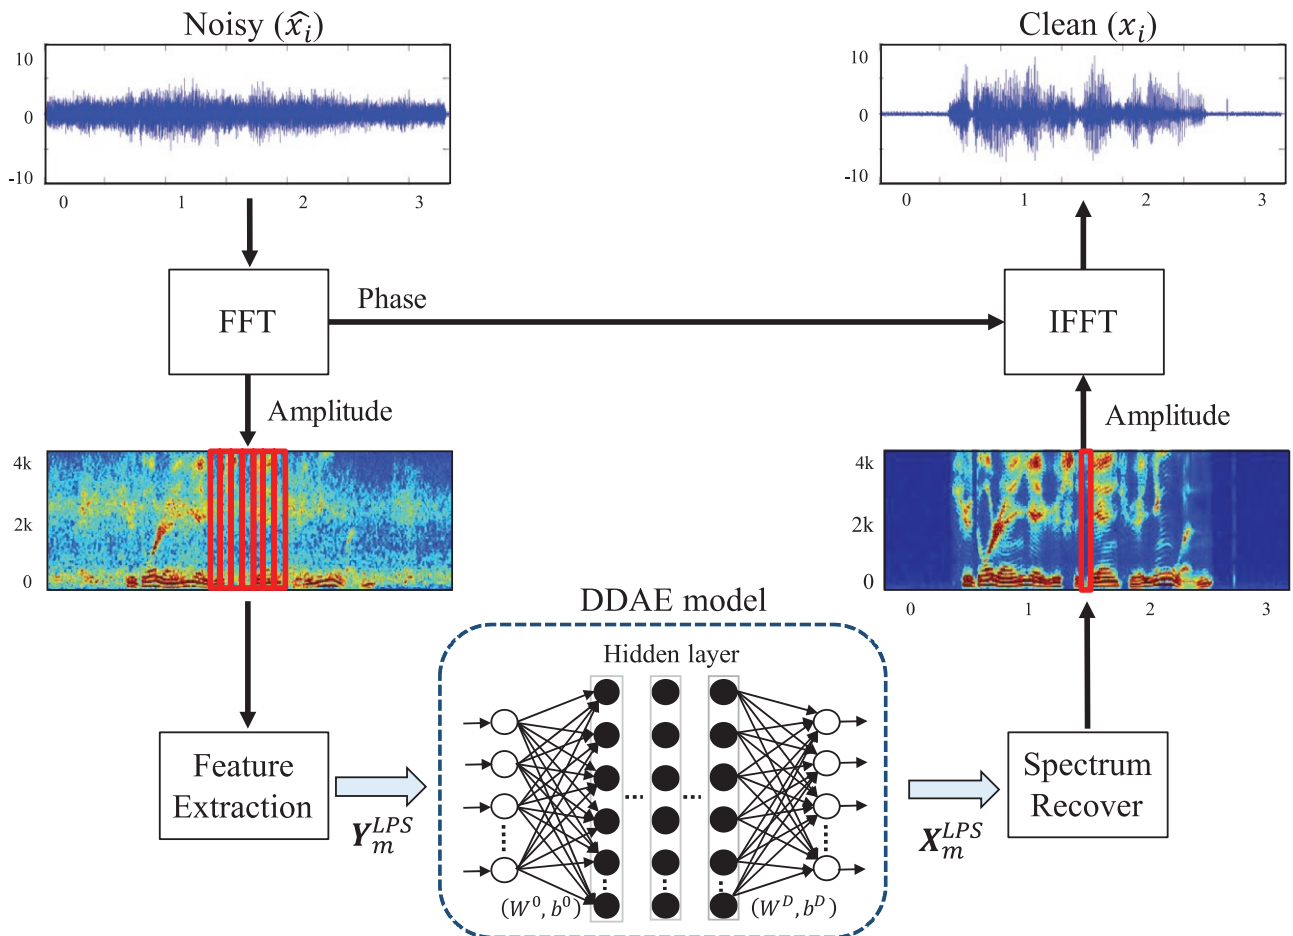 Noisy (x̂ᵢ)
Clean (xᵢ)
10
0
-10
0 1 2 3
10
0
-10
0 1 2 3
FFT
Phase
IFFT
Amplitude
Amplitude
4k
2k
0
4k
2k
0
0 1 2 3
DDAE model
Hidden layer
Feature
Extraction
Y_m^{LPS}
(W⁰, b⁰)
(Wᴰ, bᴰ)
X_m^{LPS}
Spectrum
Recover